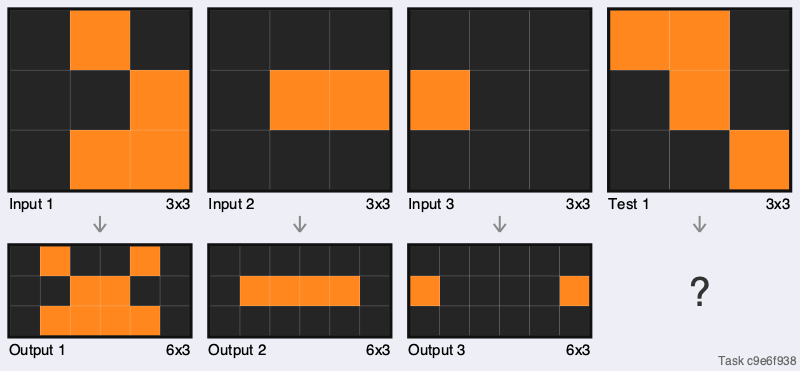 Input 1 3x3
Input 2 3x3
Input 3 3x3
Test 1 3x3
?
Output 1 6x3
Output 2 6x3
Output 3 6x3
Task c9e6f938